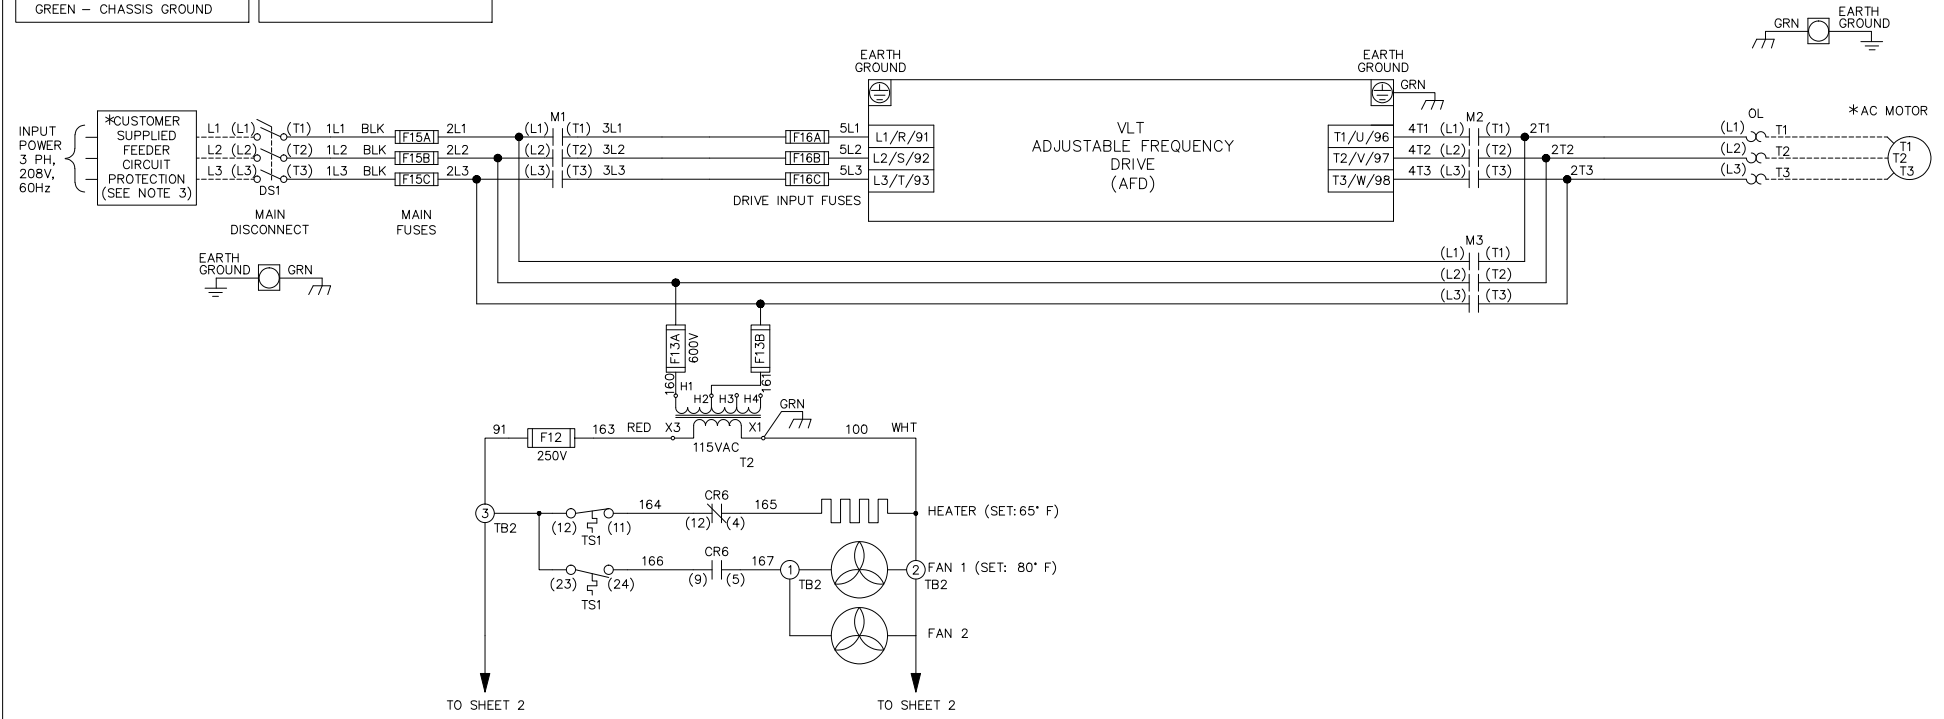 GREEN – CHASSIS GROUND
GRN
EARTH
GROUND
EARTH
GROUND
EARTH
GROUND
GRN
INPUT
POWER
3 PH,
208V,
60Hz
*CUSTOMER
SUPPLIED
FEEDER
CIRCUIT
PROTECTION
(SEE NOTE 3)
L1 (L1) (T1) 1L1 BLK F15A 2L1
L2 (L2) (T2) 1L2 BLK F15B 2L2
L3 (L3) (T3) 1L3 BLK F15C 2L3
DS1
MAIN
DISCONNECT
MAIN
FUSES
M1
(L1) (T1) 3L1 F16A 5L1 L1/R/91
(L2) (T2) 3L2 F16B 5L2 L2/S/92
(L3) (T3) 3L3 F16C 5L3 L3/T/93
DRIVE INPUT FUSES
VLT
ADJUSTABLE FREQUENCY
DRIVE
(AFD)
M2
T1/U/96 4T1 (L1) (T1) 2T1
T2/V/97 4T2 (L2) (T2) 2T2
T3/W/98 4T3 (L3) (T3) 2T3
OL
(L1) T1
(L2) T2
(L3) T3
*AC MOTOR
T1
T2
T3
EARTH
GROUND GRN
M3
(L1) (T1)
(L2) (T2)
(L3) (T3)
F13A
600V
F13B
160
161
H1 H2 H3 H4
GRN
91 F12 163 RED X3 X1 100 WHT
250V
115VAC
T2
3
TB2
(12) (11) 164 CR6 (12) (4) 165 HEATER (SET: 65° F)
TS1
(23) (24) 166 CR6 (9) (5) 167 1 2 FAN 1 (SET: 80° F)
TS1
TB2
TB2
FAN 2
TO SHEET 2
TO SHEET 2